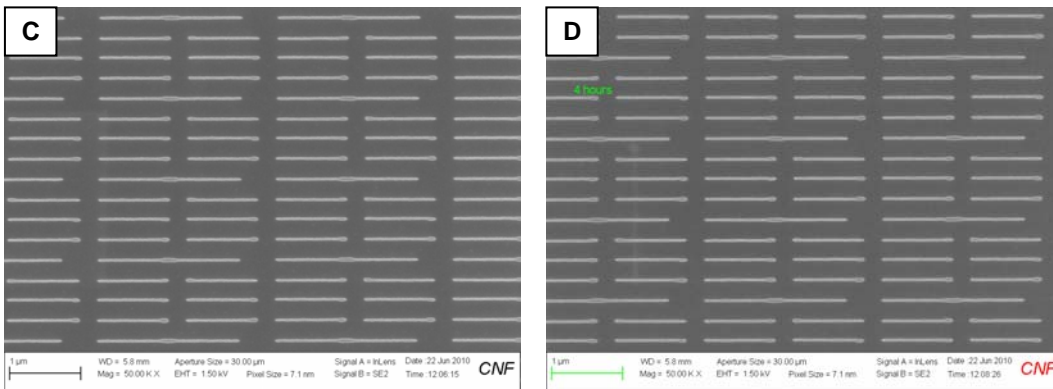 C
D
4 hours
1 µm
WD = 5.8 mm
Aperture Size = 30.00 µm
Signal A = InLens
Date :22 Jun 2010
Mag = 50.00 K X
EHT = 1.50 kV
Pixel Size = 7.1 nm
Signal B = SE2
Time :12:06:15
CNF
1 µm
WD = 5.8 mm
Aperture Size = 30.00 µm
Signal A = InLens
Date :22 Jun 2010
Mag = 50.00 K X
EHT = 1.50 kV
Pixel Size = 7.1 nm
Signal B = SE2
Time :12:08:26
CNF